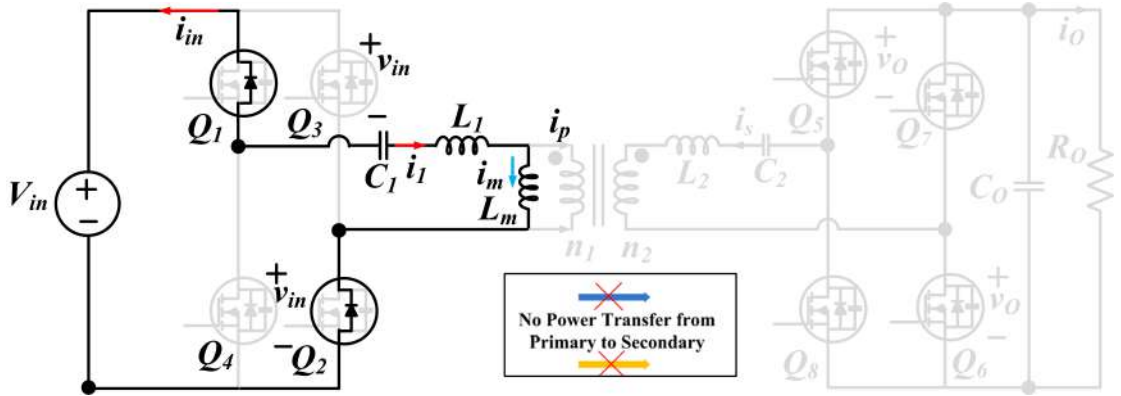 i_in
+
v_in
−
Q_1
Q_3
C_1
i_1
L_1
i_p
i_m
L_m
V_in
+
−
n_1
n_2
L_2
i_s
C_2
Q_5
+
v_O
−
Q_7
i_O
C_O
R_O
Q_4
+
v_in
−
Q_2
No Power Transfer from
Primary to Secondary
Q_8
Q_6
+
v_O
−